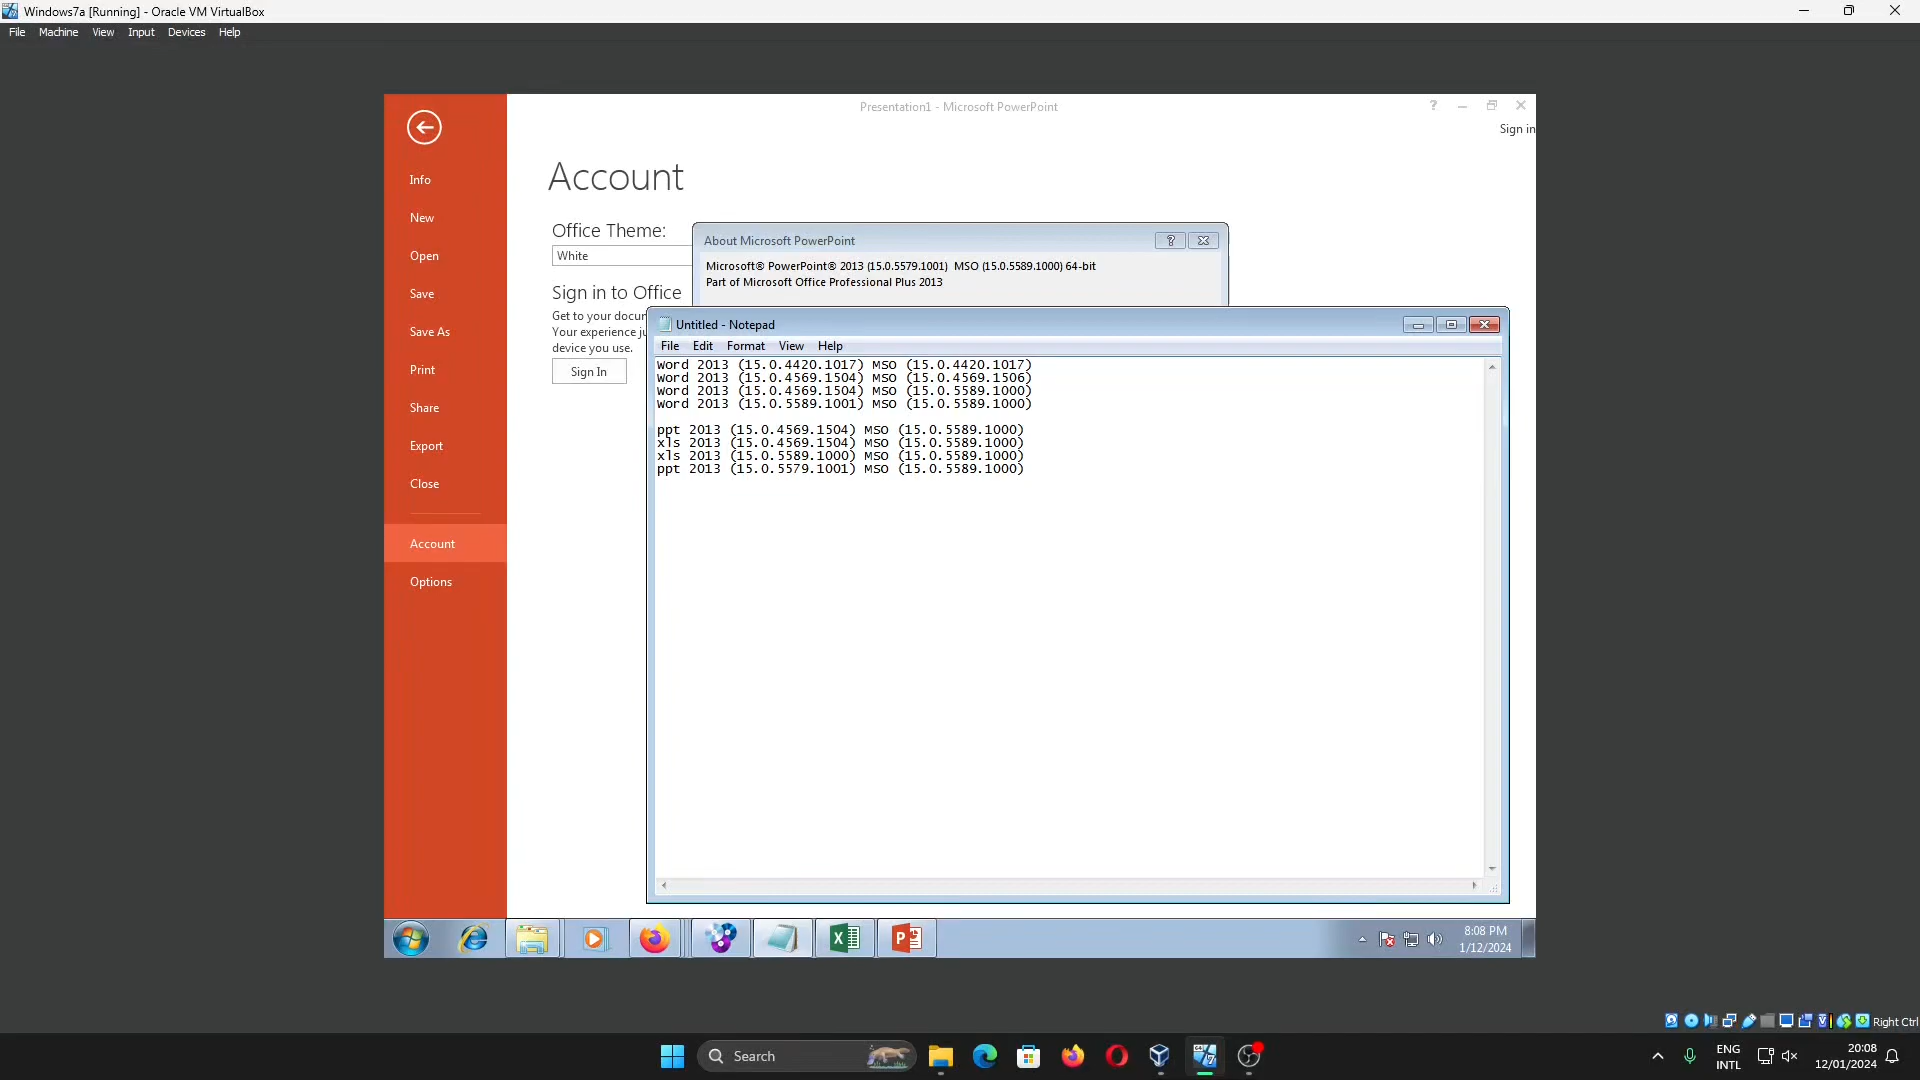 Windows7a [Running] - Oracle VM VirtualBox
File Machine View Input Devices Help
Presentation1 - Microsoft PowerPoint
?
Sign in
Info
New
Open
Save
Save As
Print
Share
Export
Close
Account
Options
Account
Office Theme:
White
Sign in to Office
Get to your docur
Your experience ju
device you use.
Sign In
About Microsoft PowerPoint
?
Microsoft® PowerPoint® 2013 (15.0.5579.1001) MSO (15.0.5589.1000) 64-bit
Part of Microsoft Office Professional Plus 2013
Untitled - Notepad
File Edit Format View Help
Word 2013 (15.0.4420.1017) MSO (15.0.4420.1017)
Word 2013 (15.0.4569.1504) MSO (15.0.4569.1506)
Word 2013 (15.0.4569.1504) MSO (15.0.5589.1000)
Word 2013 (15.0.5589.1001) MSO (15.0.5589.1000)
ppt 2013 (15.0.4569.1504) MSO (15.0.5589.1000)
xls 2013 (15.0.4569.1504) MSO (15.0.5589.1000)
xls 2013 (15.0.5589.1000) MSO (15.0.5589.1000)
ppt 2013 (15.0.5579.1001) MSO (15.0.5589.1000)
8:08 PM
1/12/2024
Right Ctrl
Search
ENG
INTL
20:08
12/01/2024